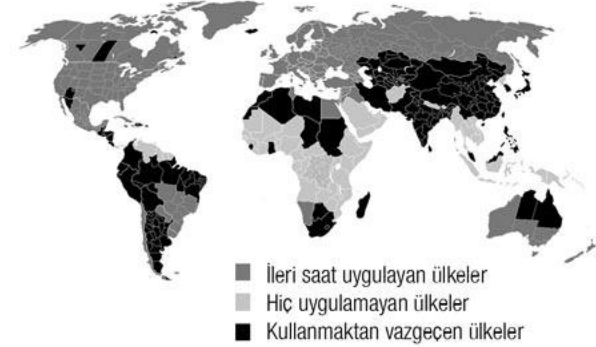 İleri saat uygulayan ülkeler
Hiç uygulamayan ülkeler
Kullanmaktan vazgeçen ülkeler